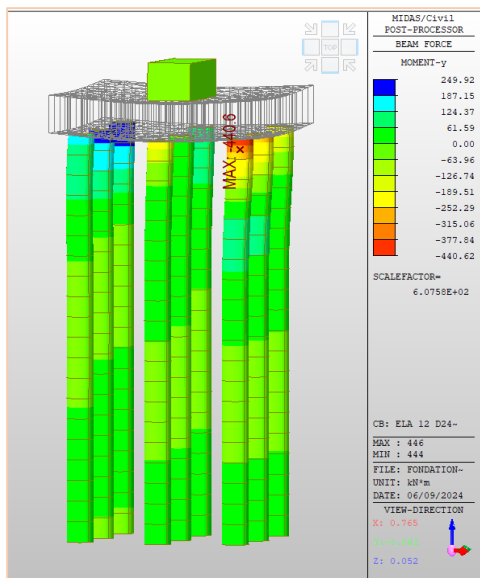 TOP
MAX: -440.6
MIDAS/Civil
POST-PROCESSOR
BEAM FORCE
MOMENT-y
249.92
187.15
124.37
61.59
0.00
-63.96
-126.74
-189.51
-252.29
-315.06
-377.84
-440.62
SCALEFACTOR=
6.0758E+02
CB: ELA 12 D24~
MAX : 446
MIN : 444
FILE: FONDATION~
UNIT: kN*m
DATE: 06/09/2024
VIEW-DIRECTION
X: 0.765
Z: 0.052